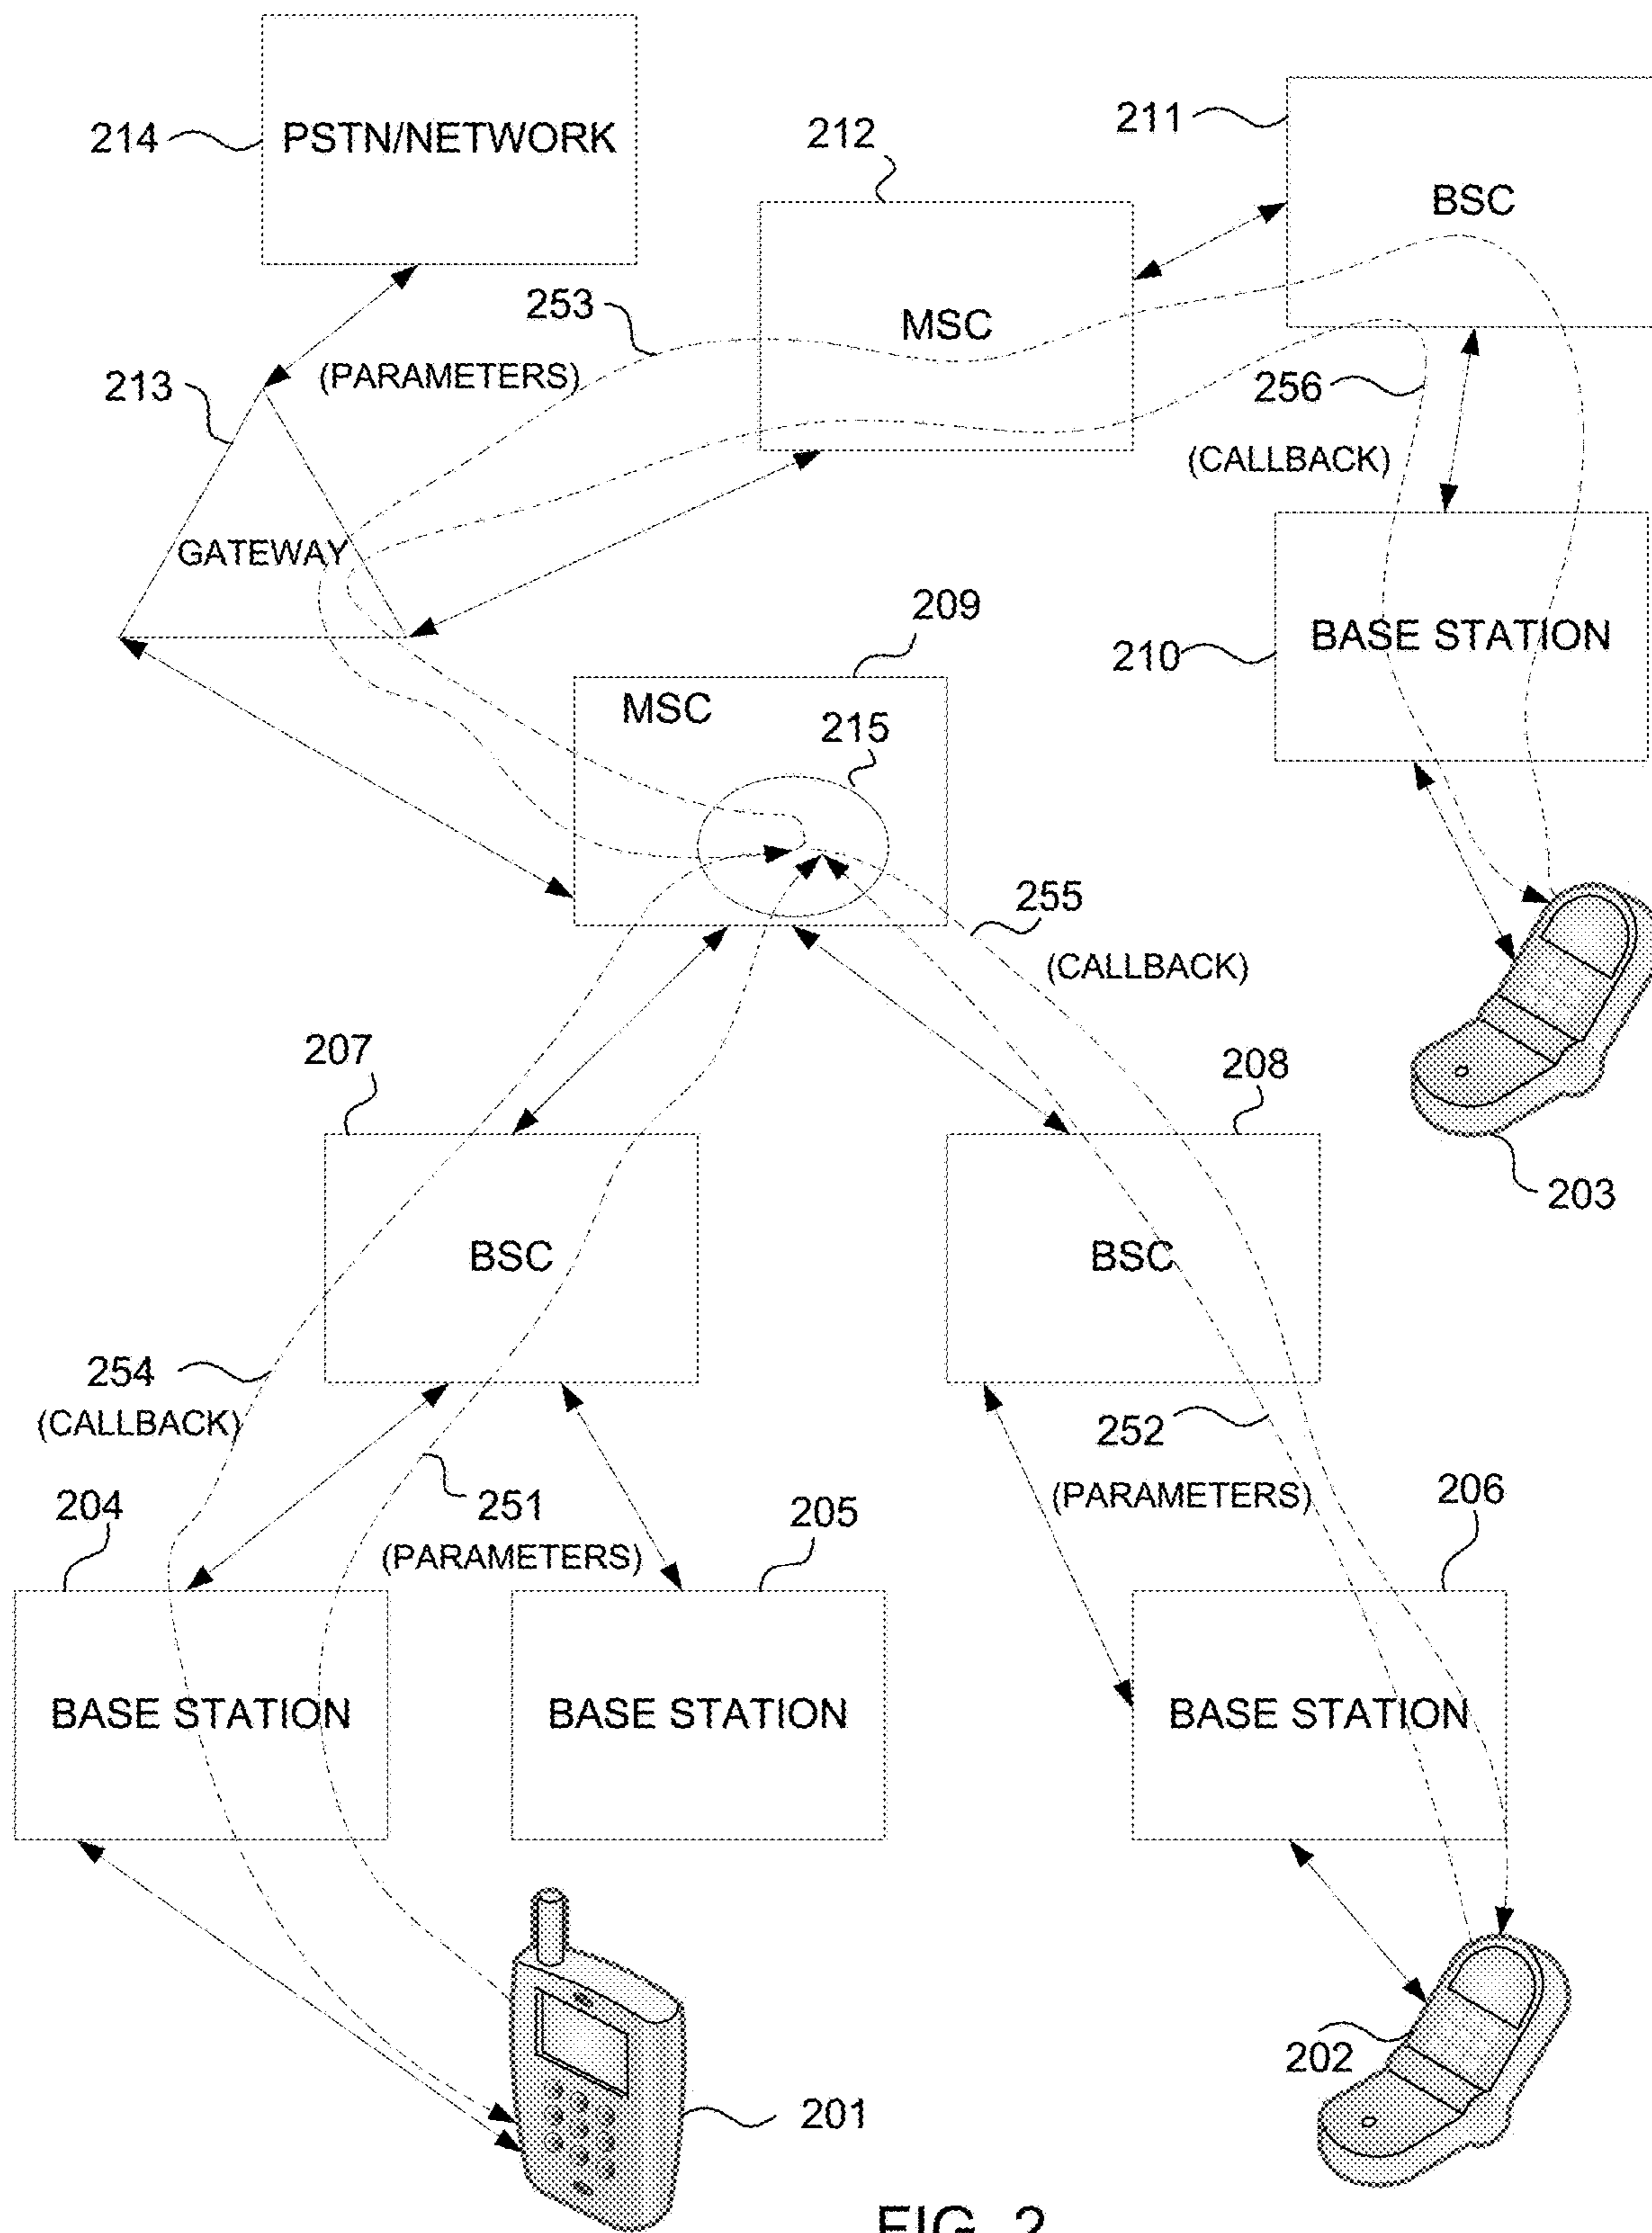 214
PSTN/NETWORK
212
211
BSC
253
MSC
(PARAMETERS)
213
256
(CALLBACK)
GATEWAY
209
210
BASE STATION
MSC
215
255
(CALLBACK)
207
208
203
BSC
BSC
254
(CALLBACK)
252
(PARAMETERS)
251
(PARAMETERS)
204
205
206
BASE STATION
BASE STATION
BASE STATION
202
201
FIG. 2